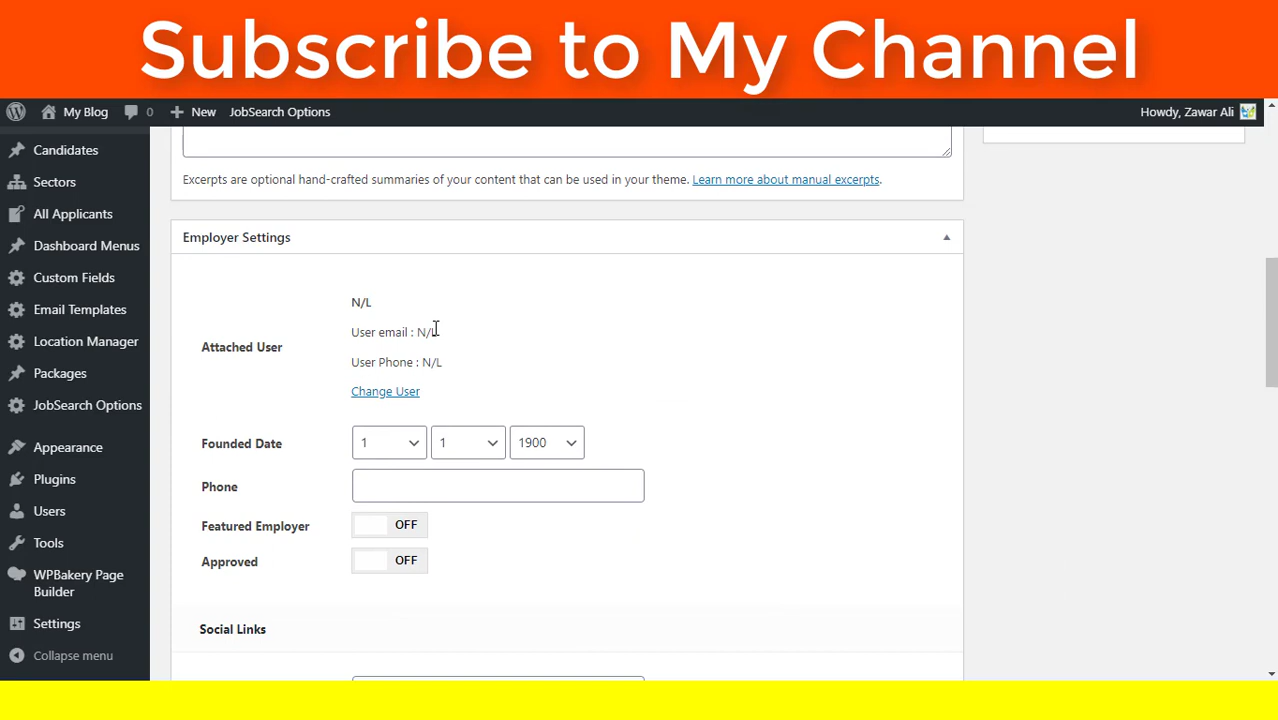 Subscribe to My Channel
My Blog 0 New JobSearch Options Howdy, Zawar Ali
Candidates
Sectors
All Applicants
Dashboard Menus
Custom Fields
Email Templates
Location Manager
Packages
JobSearch Options
Appearance
Plugins
Users
Tools
WPBakery Page
Builder
Settings
Collapse menu
Excerpts are optional hand-crafted summaries of your content that can be used in your theme. Learn more about manual excerpts.
Employer Settings
Attached User
N/L
User email : N/L
User Phone : N/L
Change User
Founded Date 1 1 1900
Phone
Featured Employer OFF
Approved OFF
Social Links